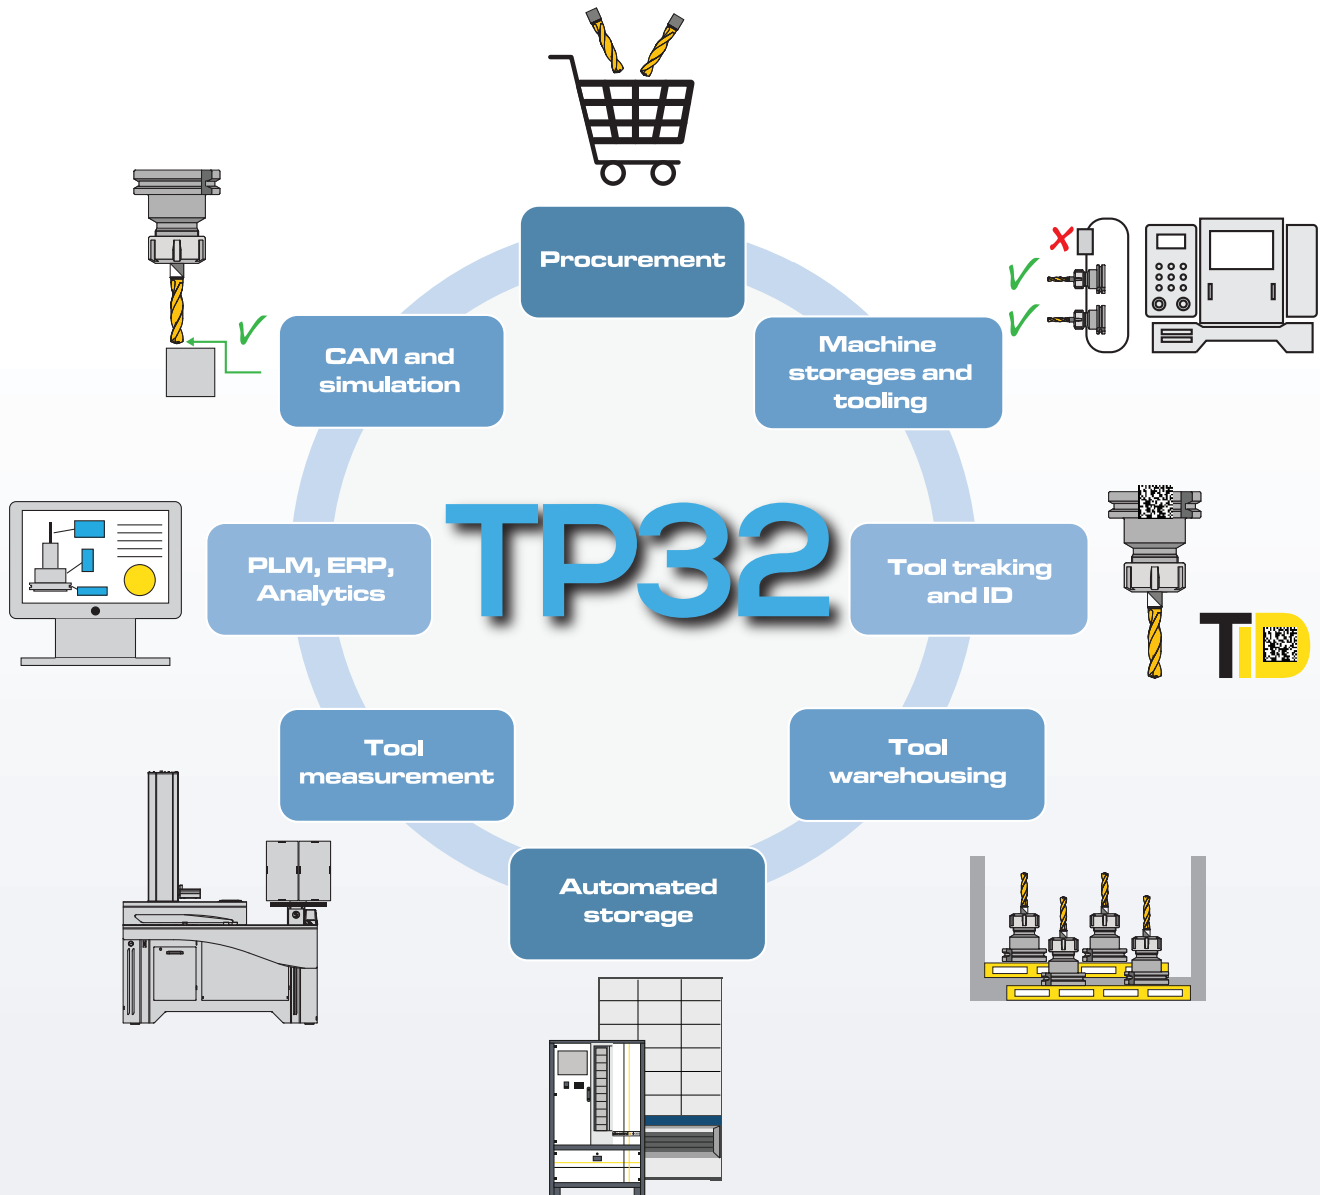 Procurement
CAM and
simulation
Machine
storages and
tooling
TP32
PLM, ERP,
Analytics
Tool traking
and ID
TiD
Tool
measurement
Tool
warehousing
Automated
storage